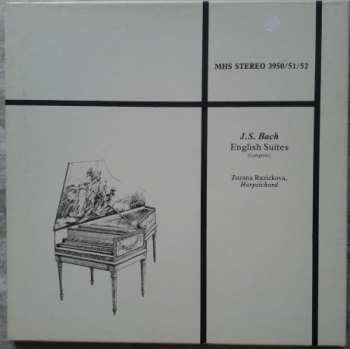 MHS STEREO 3950/51/52
J.S. Bach
English Suites
(Complete)
Zuzana Ruzickova,
Harpsichord